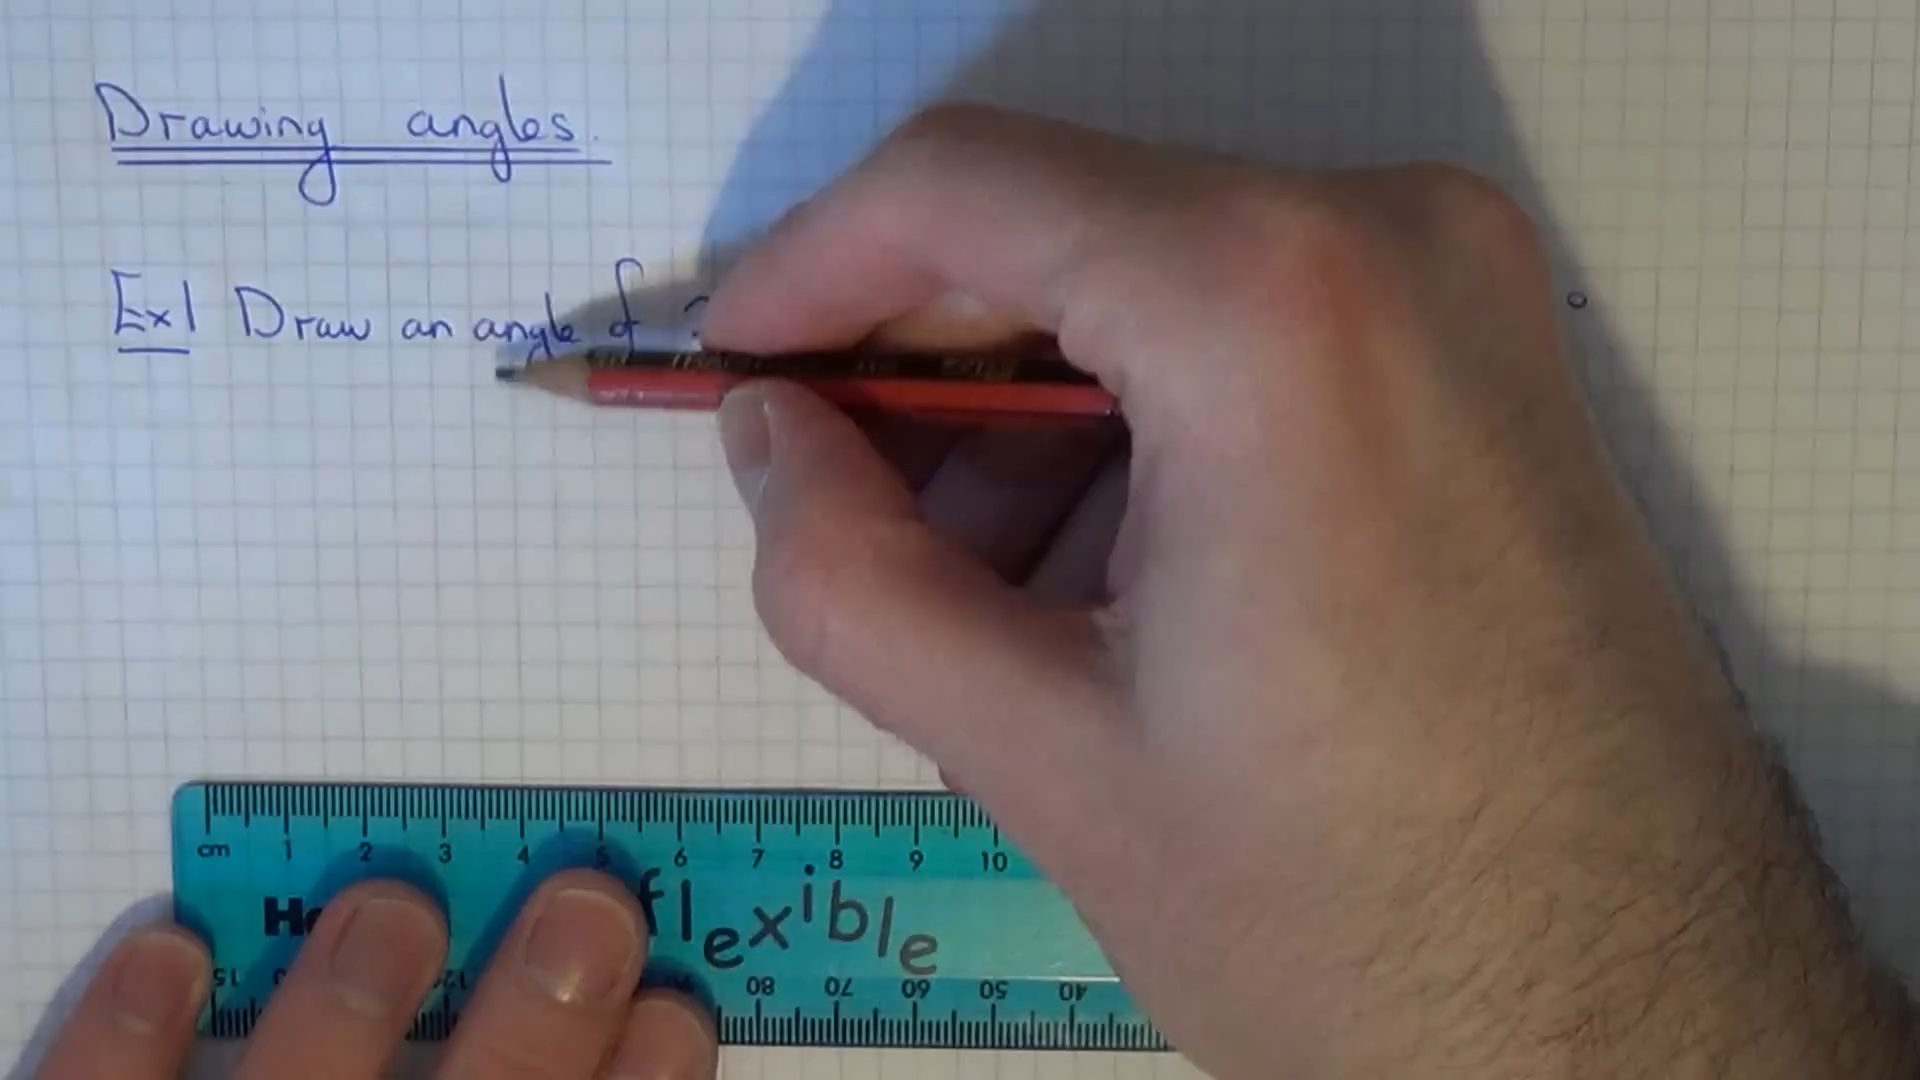 Drawing angles.
Ex1 Draw an angle of
cm 1 2 3 4 5 6 7 8 9 10
flexible
80 70 60 50 40